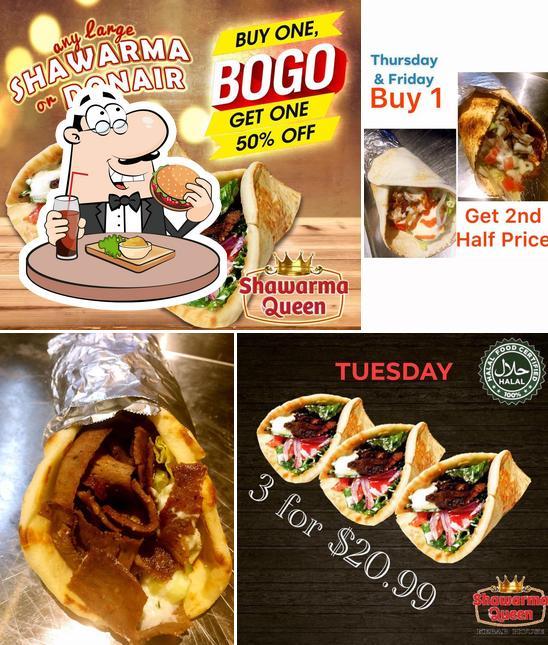 any large
SHAWARMA
or DONAIR
BUY ONE,
BOGO
GET ONE
50% OFF
Shawarma
Queen
Thursday
& Friday
Buy 1
Get 2nd
Half Price
TUESDAY
HALAL FOOD CERTIFIED
حلال
HALAL
100%
3 for $20.99
Shawarma
Queen
KEBAB HOUSE